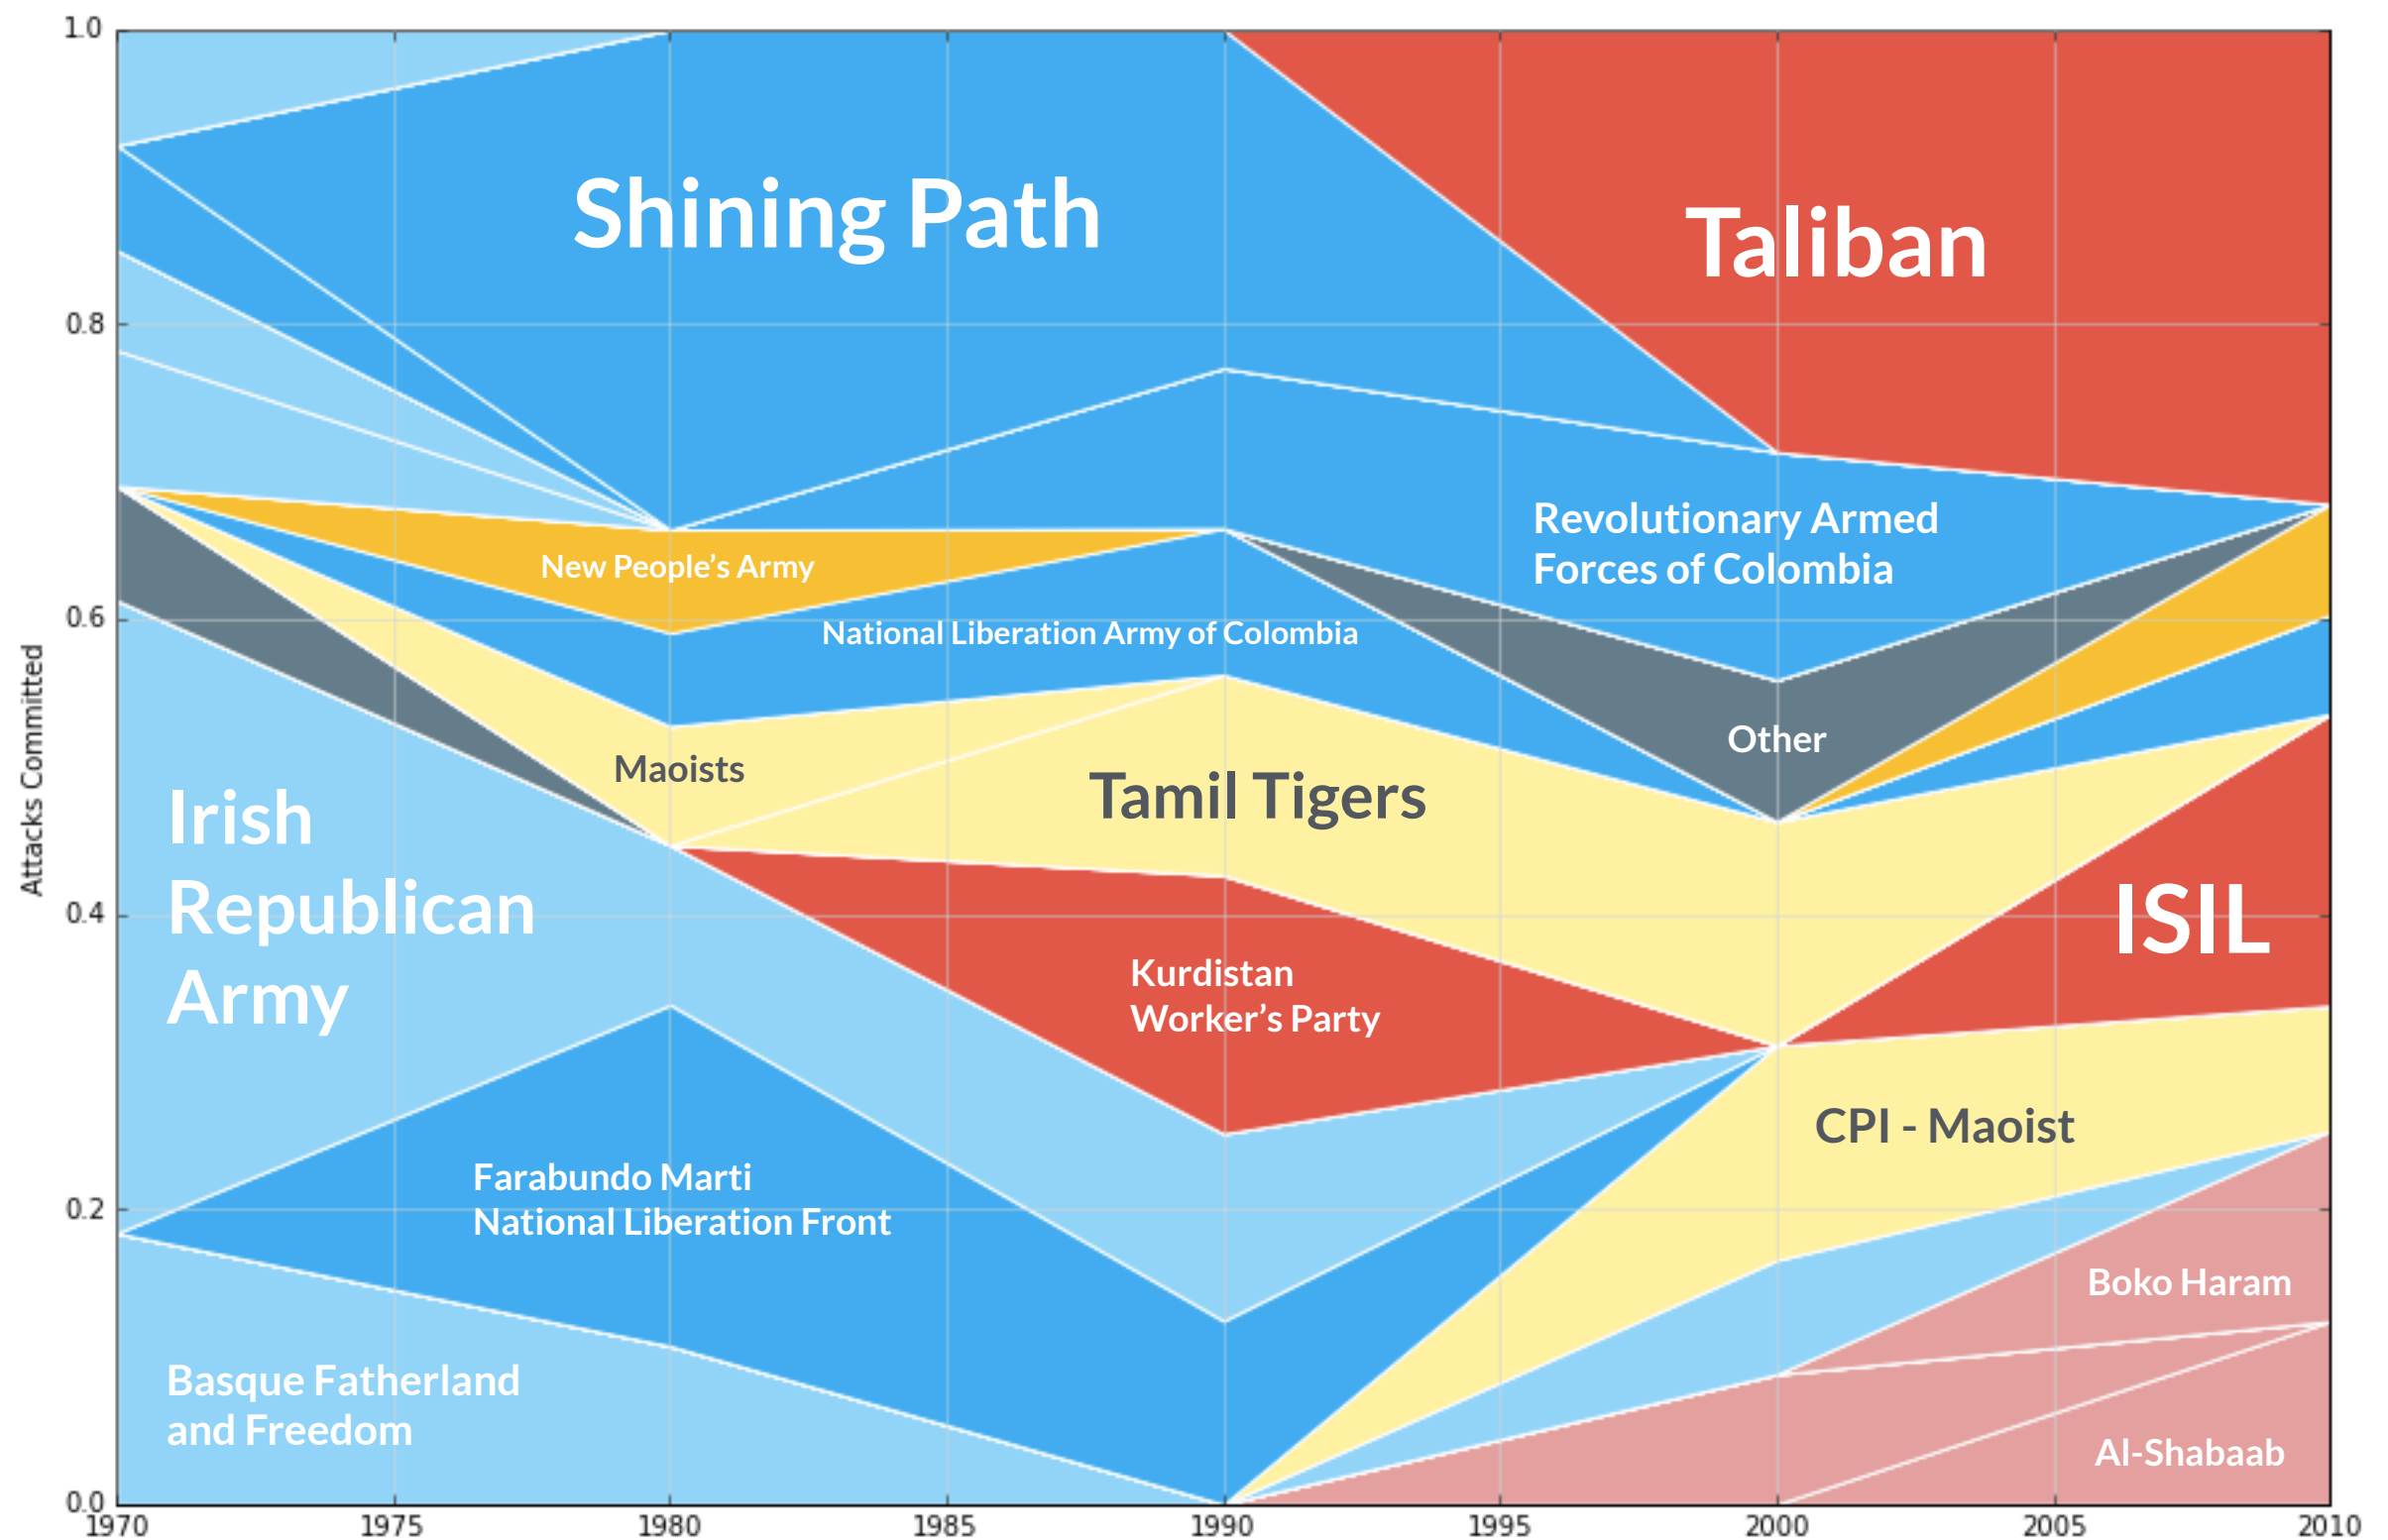 1.0
0.8
0.6
0.4
0.2
0.0
Attacks Committed
Shining Path
Taliban
Revolutionary Armed
Forces of Colombia
New People’s Army
National Liberation Army of Colombia
Other
Maoists
Tamil Tigers
Irish
Republican
Army
ISIL
Kurdistan
Worker’s Party
CPI - Maoist
Farabundo Marti
National Liberation Front
Boko Haram
Basque Fatherland
and Freedom
Al-Shabaab
1970
1975
1980
1985
1990
1995
2000
2005
2010